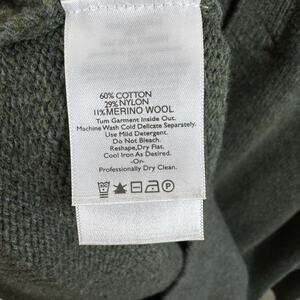 60% COTTON
29% NYLON
11% MERINO WOOL
Turn Garment Inside Out.
Machine Wash Cold Delicate Separately.
Use Mild Detergent.
Do Not Bleach.
Reshape,Dry Flat.
Cool Iron As Desired.
-Or-
Professionally Dry Clean.
P